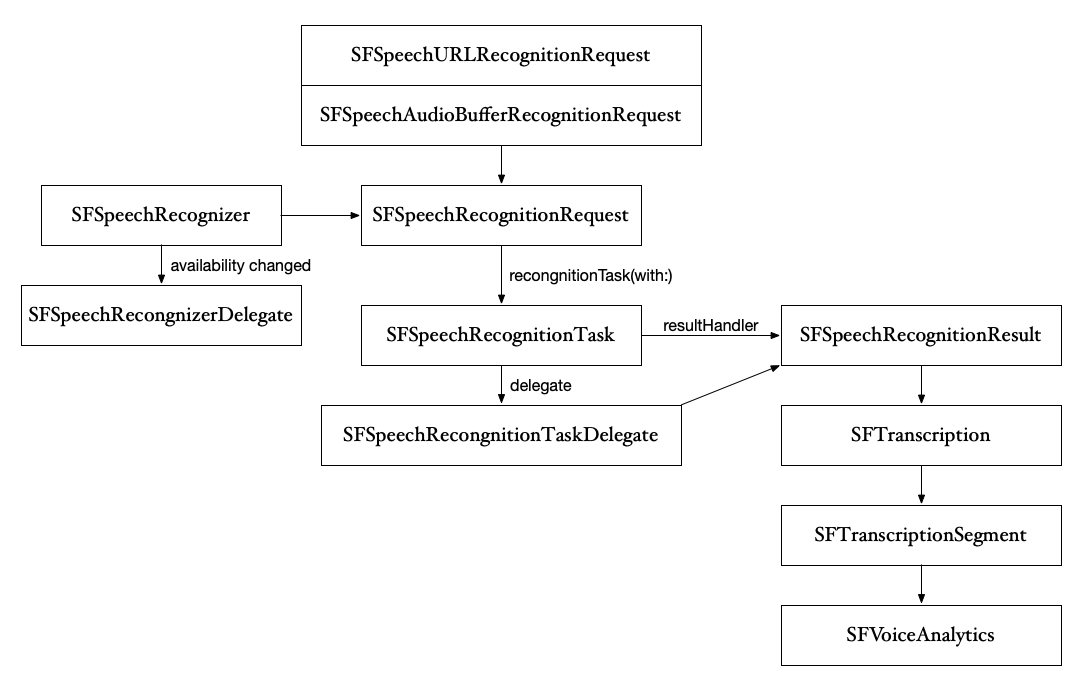 SFSpeechURLRecognitionRequest
SFSpeechAudioBufferRecognitionRequest
SFSpeechRecognizer
SFSpeechRecognitionRequest
availability changed
recongnitionTask(with:)
SFSpeechRecongnizerDelegate
SFSpeechRecognitionTask
resultHandler
SFSpeechRecognitionResult
delegate
SFSpeechRecongnitionTaskDelegate
SFTranscription
SFTranscriptionSegment
SFVoiceAnalytics